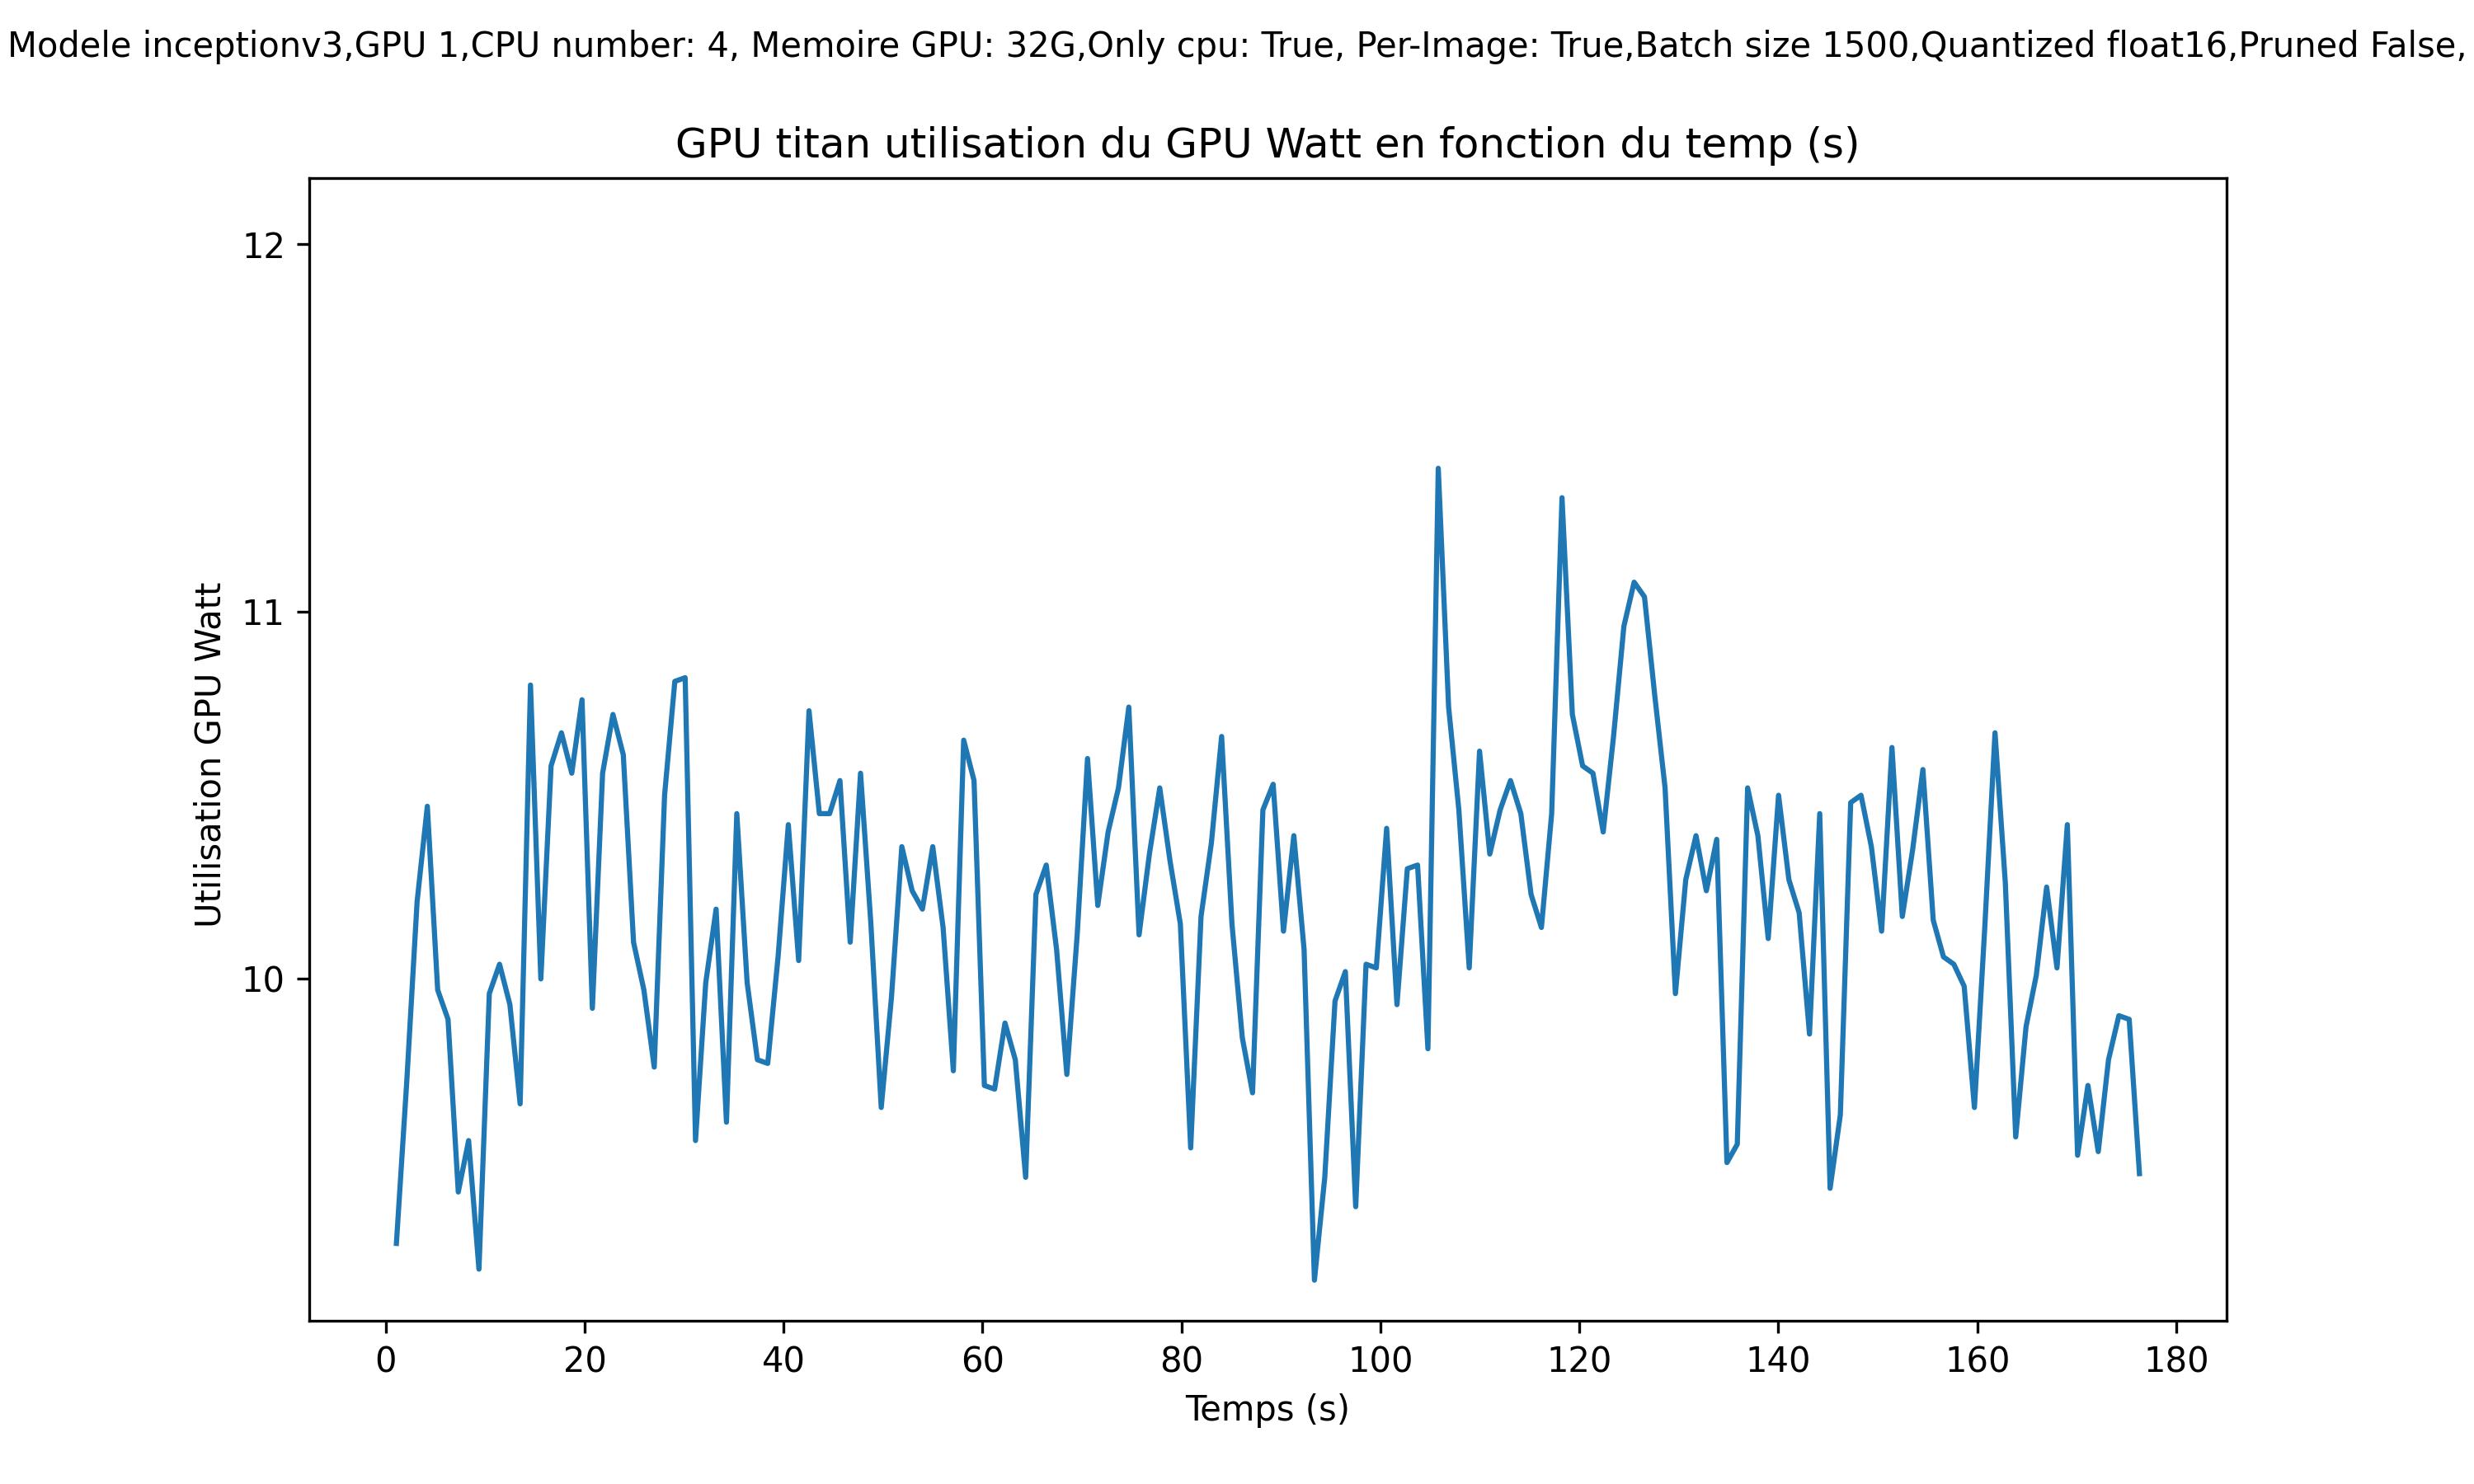 Modele inceptionv3,GPU 1,CPU number: 4, Memoire GPU: 32G,Only cpu: True, Per-Image: True,Batch size 1500,Quantized float16,Pruned False,
GPU titan utilisation du GPU Watt en fonction du temp (s)
12
11
10
Utilisation GPU Watt
0 20 40 60 80 100 120 140 160 180
Temps (s)